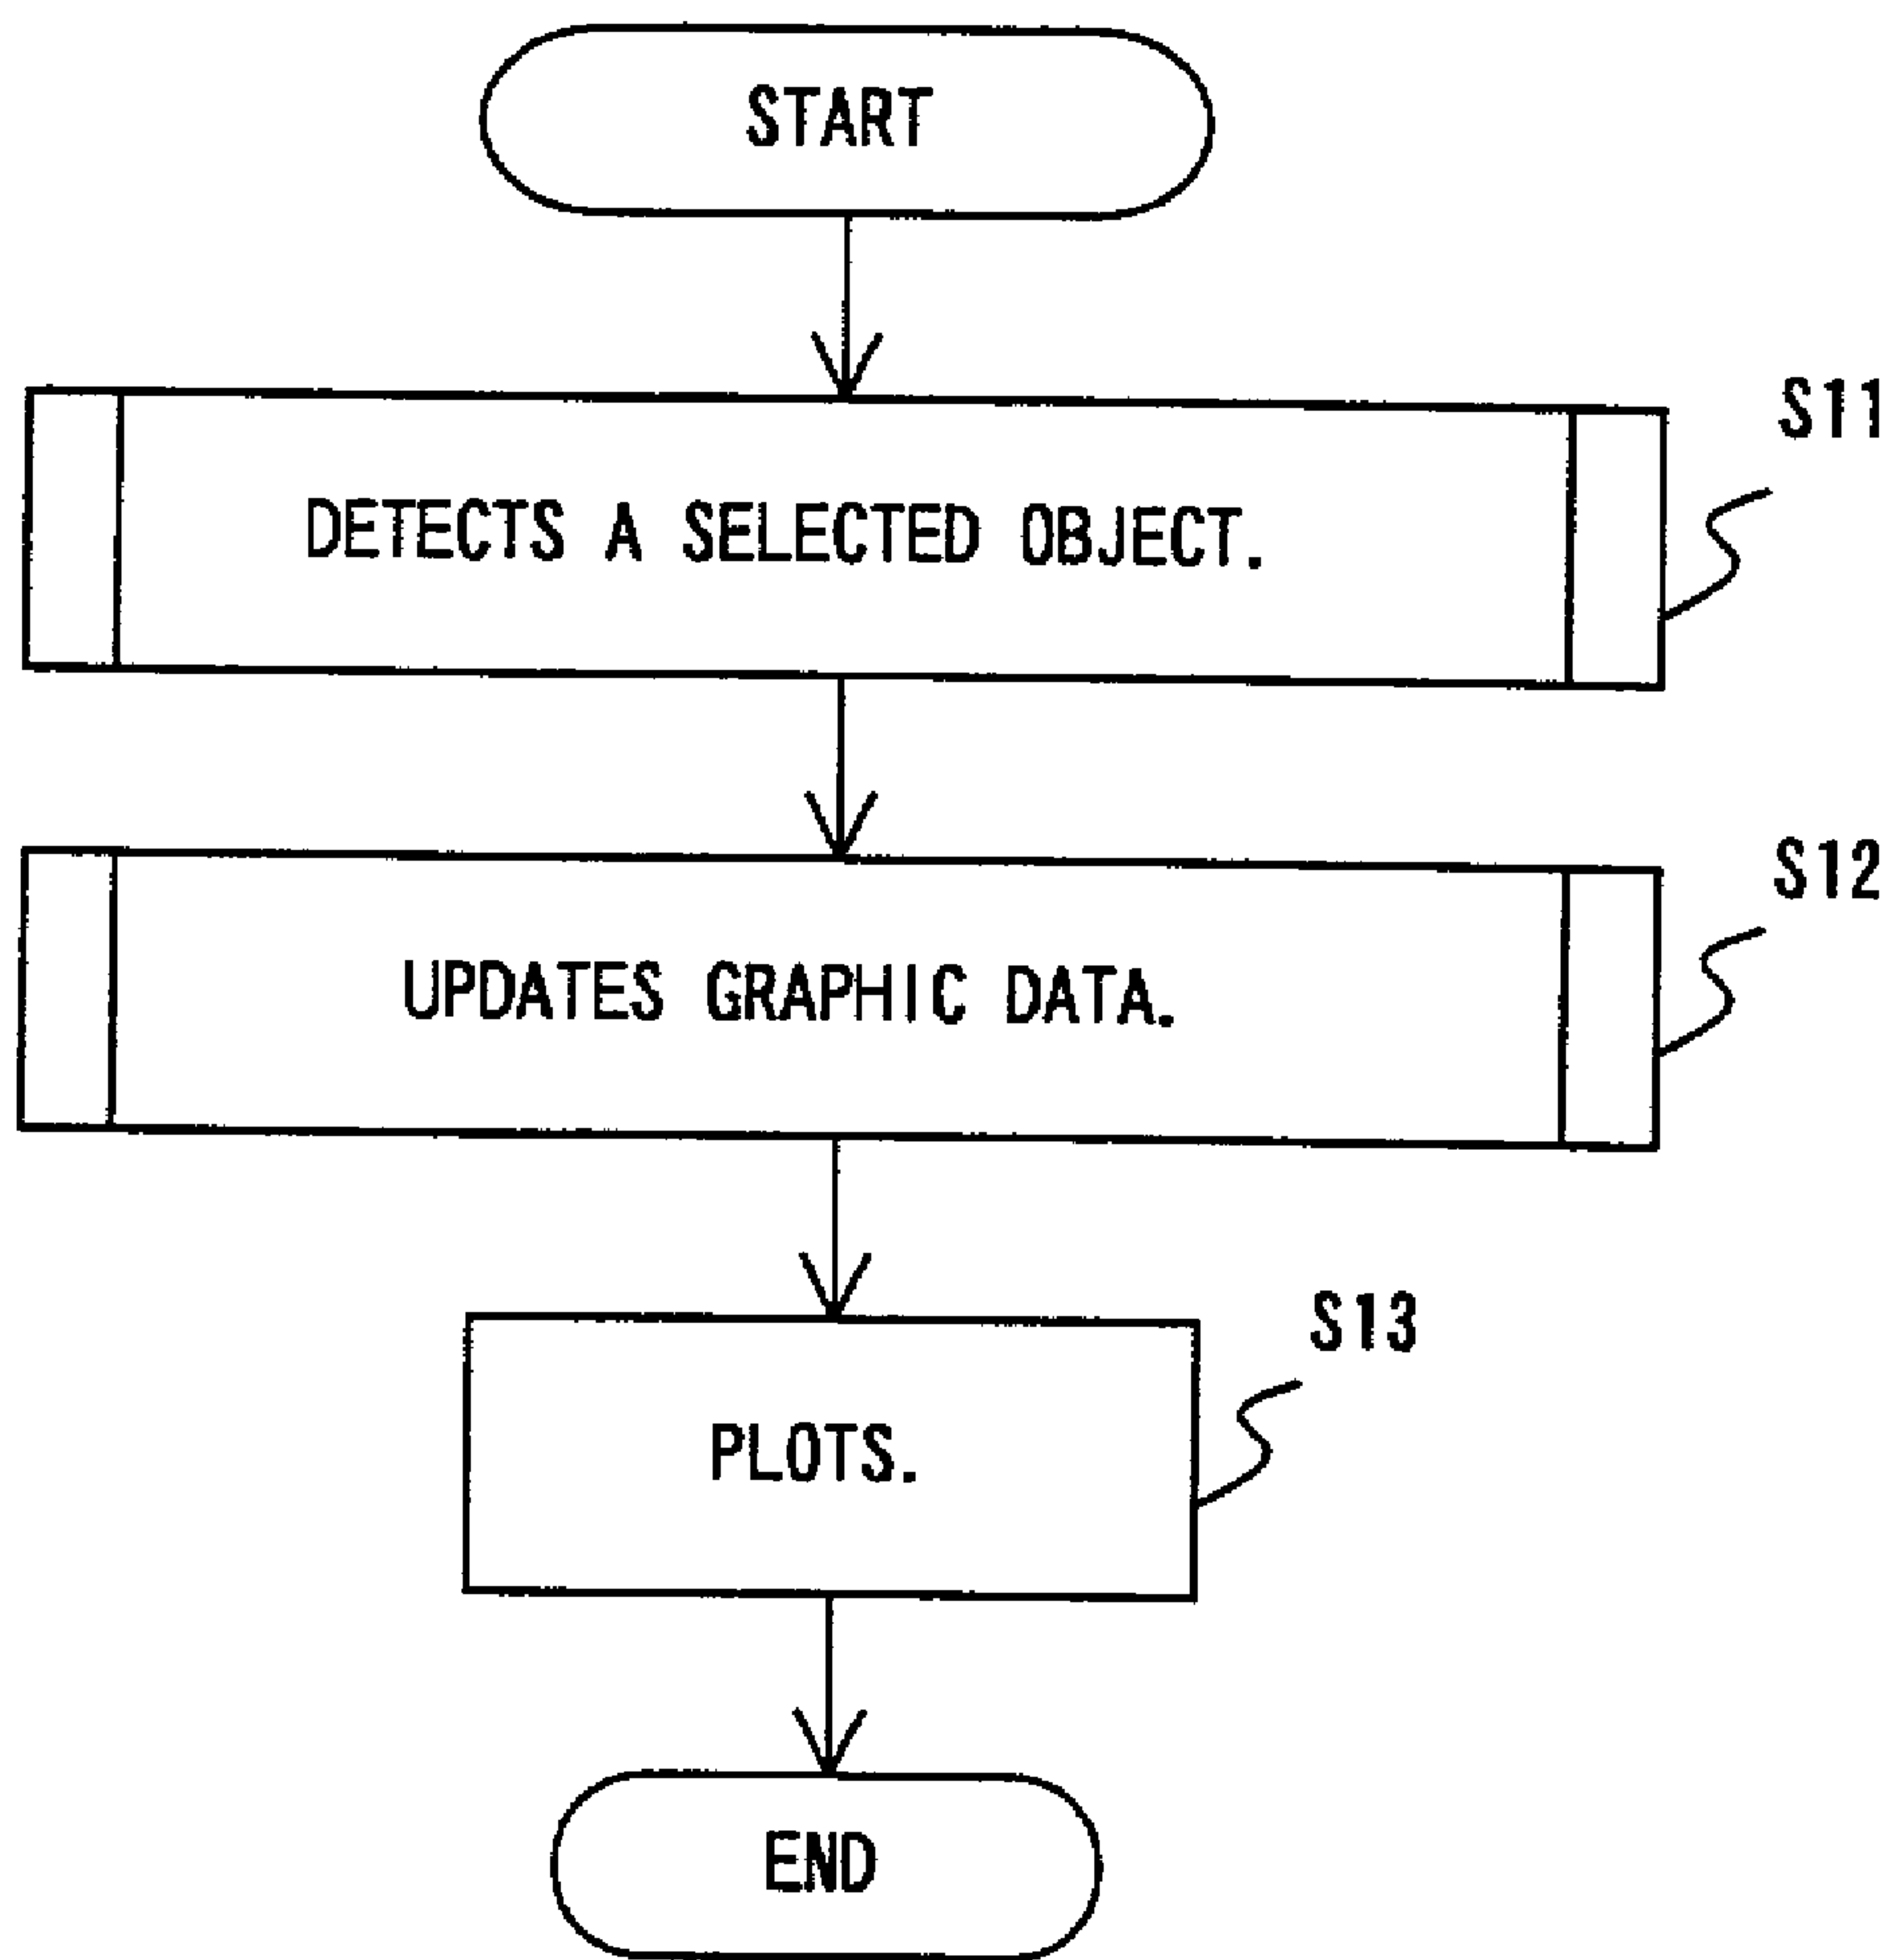 START
S11
DETECTS A SELECTED OBJECT.
S12
UPDATES GRAPHIC DATA.
S13
PLOTS.
END